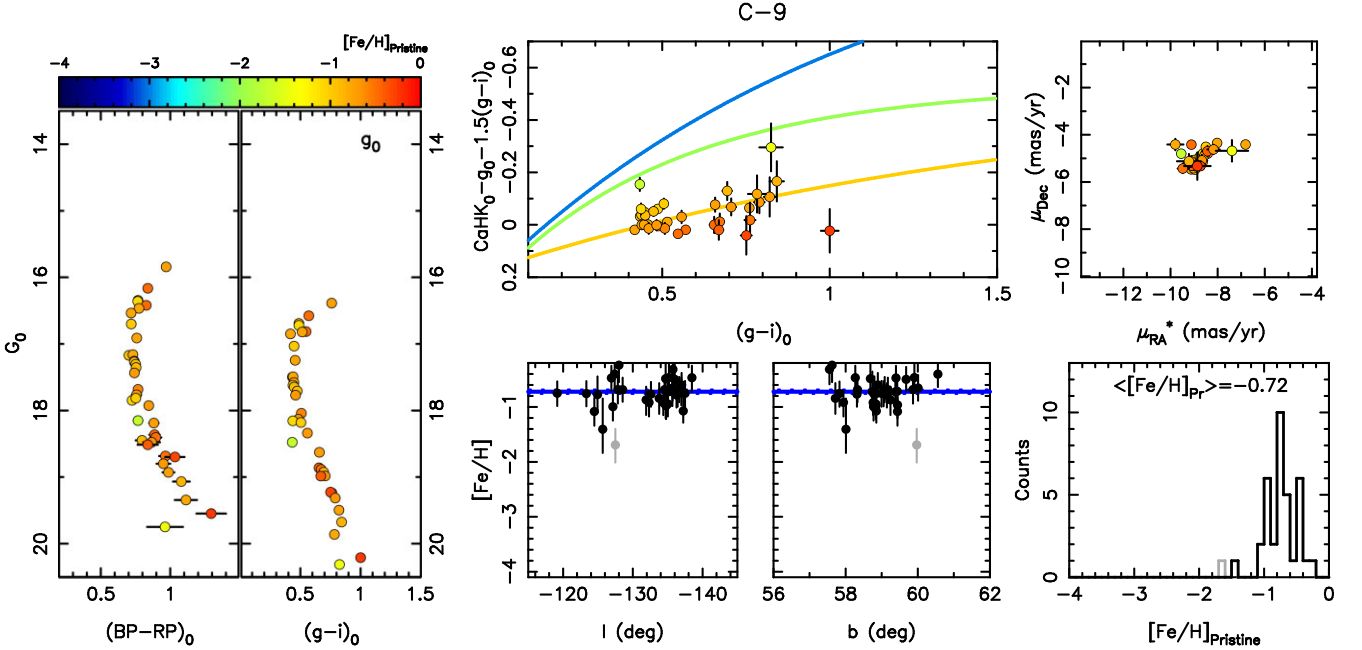 C-9
[Fe/H]Pristine
-4 -3 -2 -1 0
g0
14 16 18 20
G0
14 16 18 20
0.5 1
(BP-RP)0
0.5 1 1.5
(g-i)0
-0.6 -0.4 -0.2 0 0.2
CaHK0-g0-1.5(g-i)0
0.5 1 1.5
(g-i)0
-2 -4 -6 -8 -10
μDec (mas/yr)
-12 -10 -8 -6 -4
μRA* (mas/yr)
-1 -2 -3 -4
[Fe/H]
-120 -130 -140
l (deg)
56 58 60 62
b (deg)
<[Fe/H]Pr>=-0.72
10 5 0
Counts
-4 -3 -2 -1 0
[Fe/H]Pristine